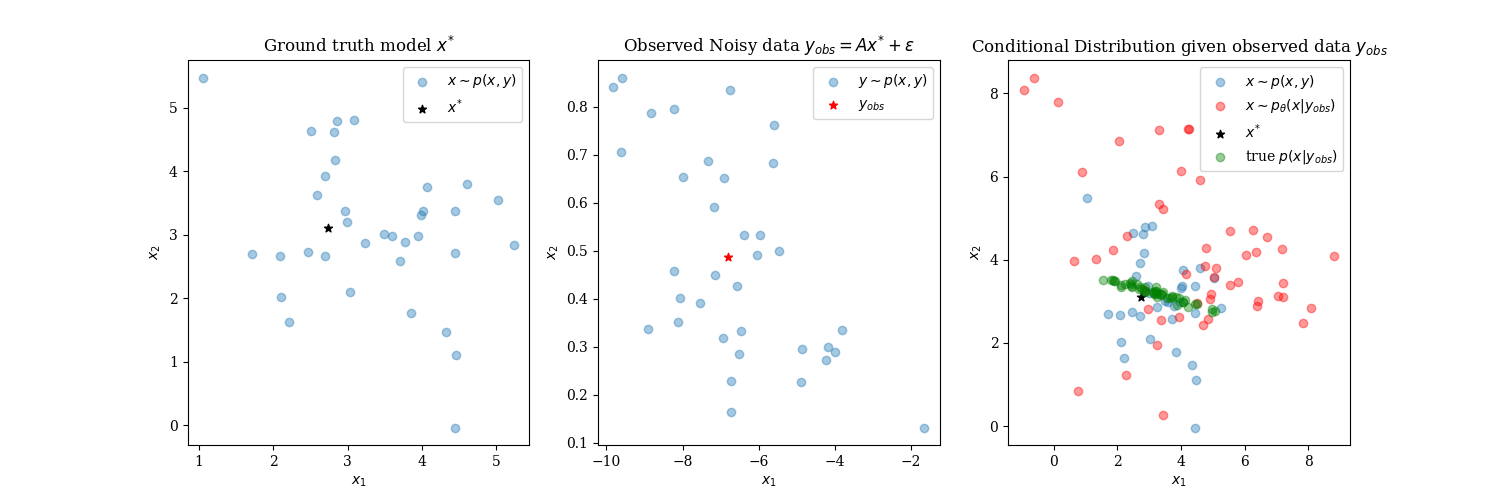 Ground truth model x*
x ~ p(x, y)
x*
5
4
3
2
1
0
x₂
1
2
3
4
5
x₁
Observed Noisy data y_obs = Ax* + ε
y ~ p(x, y)
y_obs
0.8
0.7
0.6
0.5
0.4
0.3
0.2
0.1
x₂
−10
−8
−6
−4
−2
x₁
Conditional Distribution given observed data y_obs
x ~ p(x, y)
x ~ p_θ(x|y_obs)
x*
true p(x|y_obs)
8
6
4
2
0
x₂
0
2
4
6
8
x₁